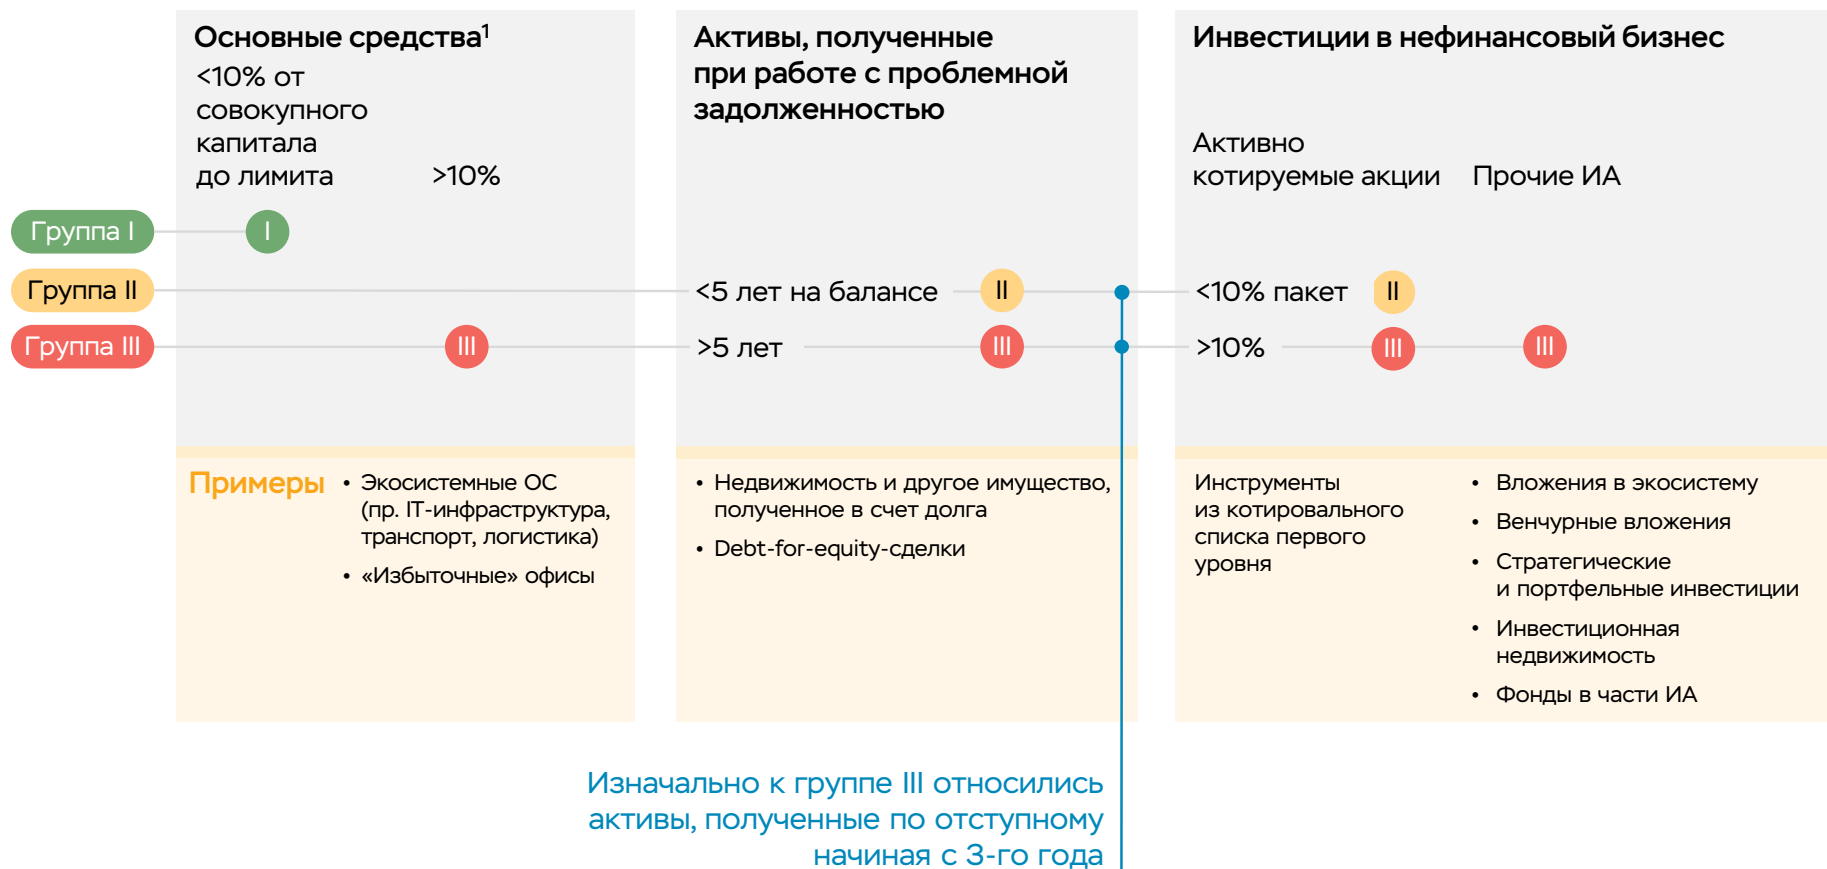 Основные средства¹
<10% от
совокупного
капитала
до лимита
>10%
Активы, полученные
при работе с проблемной
задолженностью
Инвестиции в нефинансовый бизнес
Активно
котируемые акции
Прочие ИА
Группа I
I
Группа II
<5 лет на балансе
II
<10% пакет
II
Группа III
III
>5 лет
III
>10%
III
III
Примеры
• Экосистемные ОС
(пр. IT-инфраструктура,
транспорт, логистика)
• «Избыточные» офисы
• Недвижимость и другое имущество,
полученное в счет долга
• Debt-for-equity-сделки
Инструменты
из котировального
списка первого
уровня
• Вложения в экосистему
• Венчурные вложения
• Стратегические
и портфельные инвестиции
• Инвестиционная
недвижимость
• Фонды в части ИА
Изначально к группе III относились
активы, полученные по отступному
начиная с 3-го года